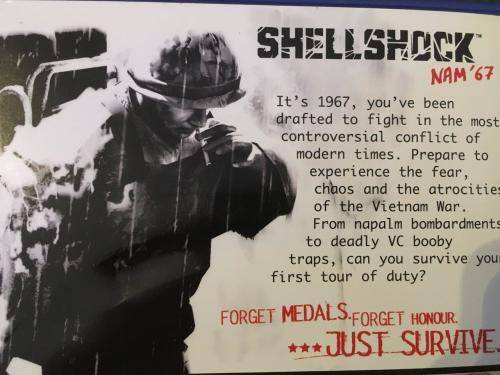 SHELLSHOCK™
NAM '67
It's 1967, you've been
drafted to fight in the most
controversial conflict of
modern times. Prepare to
experience the fear,
chaos and the atrocities
of the Vietnam War.
From napalm bombardments
to deadly VC booby
traps, can you survive your
first tour of duty?
FORGET MEDALS. FORGET HONOUR.
★★★ JUST SURVIVE.